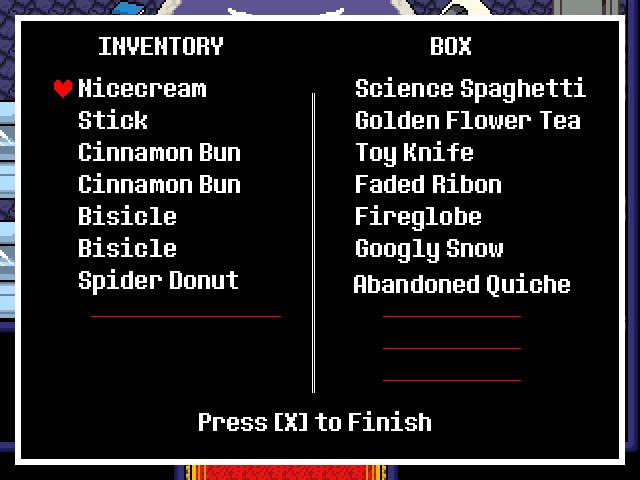 INVENTORY
Nicecream
Stick
Cinnamon Bun
Cinnamon Bun
Bisicle
Bisicle
Spider Donut
BOX
Science Spaghetti
Golden Flower Tea
Toy Knife
Faded Ribon
Fireglobe
Googly Snow
Abandoned Quiche
Press [X] to Finish